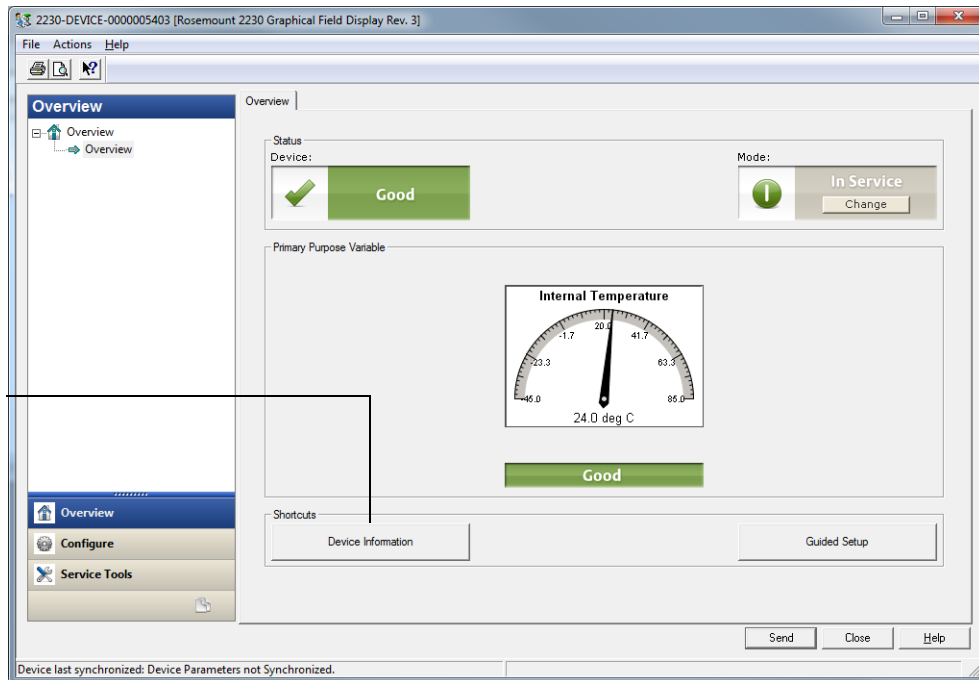 2230-DEVICE-0000005403 [Rosemount 2230 Graphical Field Display Rev. 3]
File Actions Help
Overview
Overview
Overview
Overview
Status
Device:
Good
Mode:
In Service
Change
Primary Purpose Variable
Internal Temperature
-45.0
-23.3
-1.7
20.0
41.7
63.3
85.0
24.0 deg C
Good
Overview
Configure
Service Tools
Shortcuts
Device Information
Guided Setup
Send
Close
Help
Device last synchronized: Device Parameters not Synchronized.